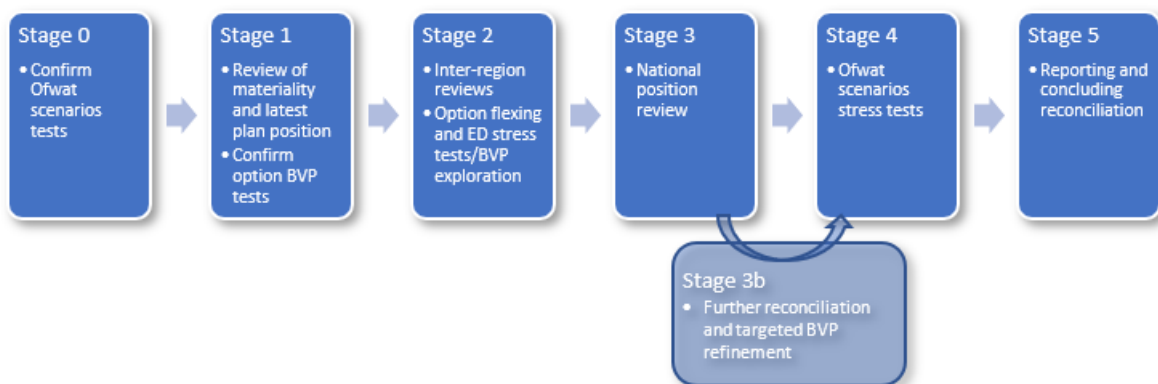 Stage 0
• Confirm
Ofwat
scenarios
tests
Stage 1
• Review of
materiality
and latest
plan position
• Confirm
option BVP
tests
Stage 2
• Inter-region
reviews
• Option flexing
and ED stress
tests/BVP
exploration
Stage 3
• National
position
review
Stage 4
• Ofwat
scenarios
stress tests
Stage 5
• Reporting and
concluding
reconciliation
Stage 3b
• Further reconciliation
and targeted BVP
refinement